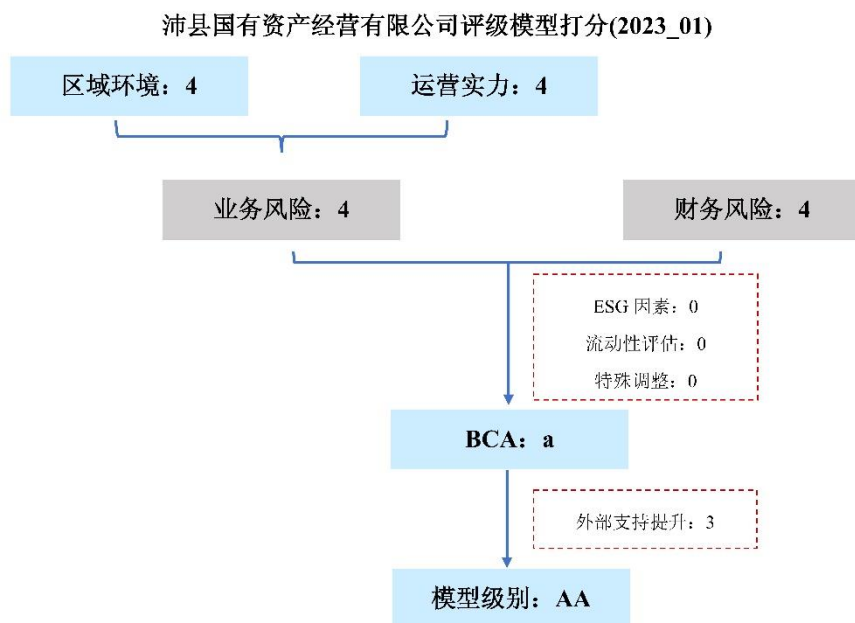 沛县国有资产经营有限公司评级模型打分(2023_01)
区域环境：4
运营实力：4
业务风险：4
财务风险：4
ESG 因素：0
流动性评估：0
特殊调整：0
BCA：a
外部支持提升：3
模型级别：AA